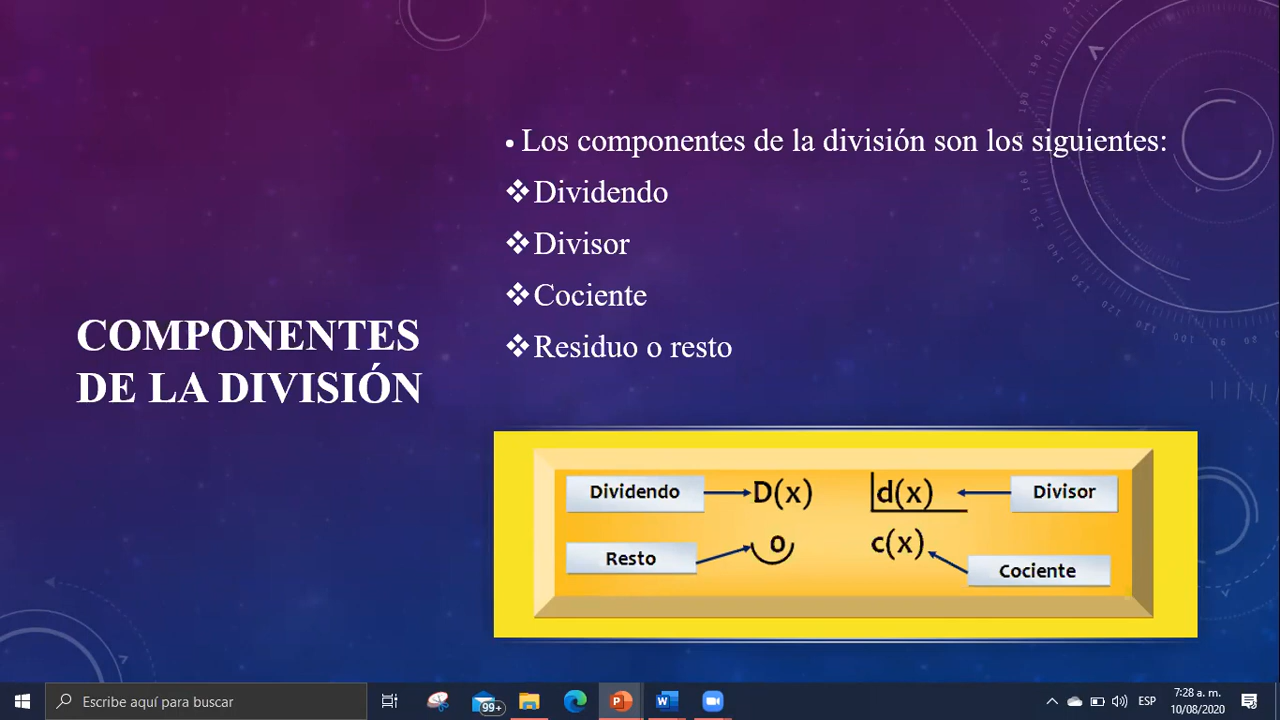 • Los componentes de la división son los siguientes:
❖Dividendo
❖Divisor
❖Cociente
❖Residuo o resto
COMPONENTES
DE LA DIVISIÓN
Dividendo D(x) d(x) Divisor
Resto 0 c(x) Cociente
Escribe aquí para buscar
99+
ESP
7:28 a. m.
10/08/2020